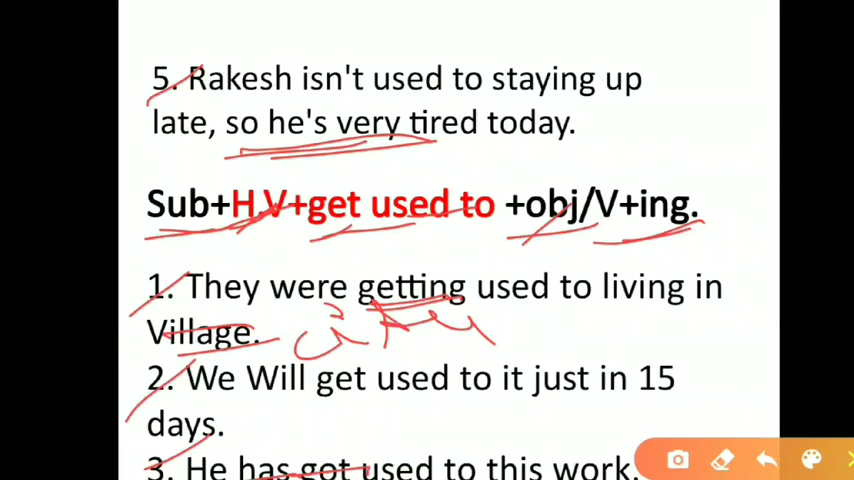 5. Rakesh isn't used to staying up
late, so he's very tired today.
Sub+H.V+get used to +obj/V+ing.
1. They were getting used to living in
Village.
2. We Will get used to it just in 15
days.
3. He has got used to this work.